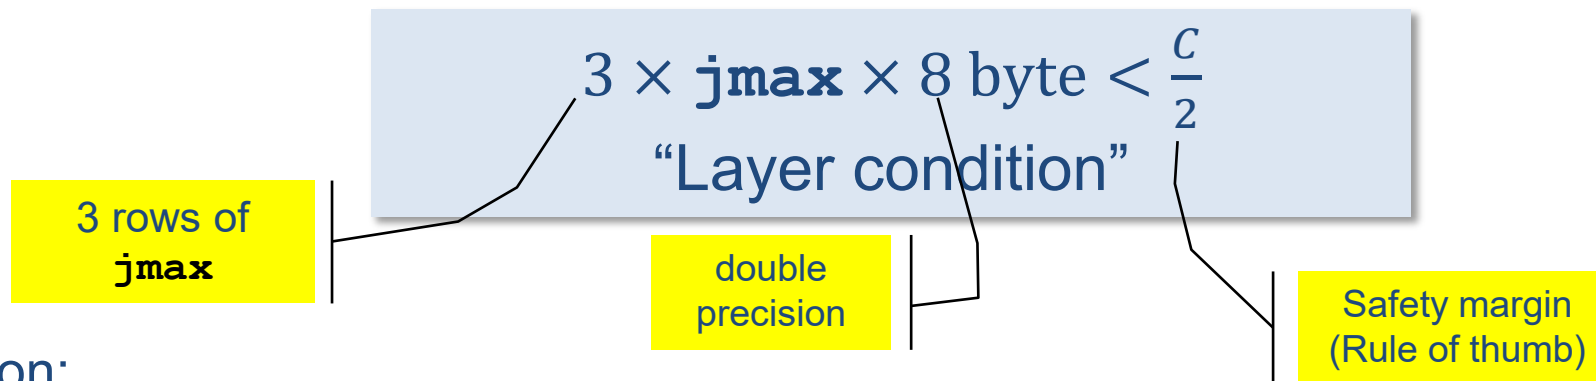 3 × jmax × 8 byte < C/2
“Layer condition”
3 rows of
jmax
double
precision
Safety margin
(Rule of thumb)
on: